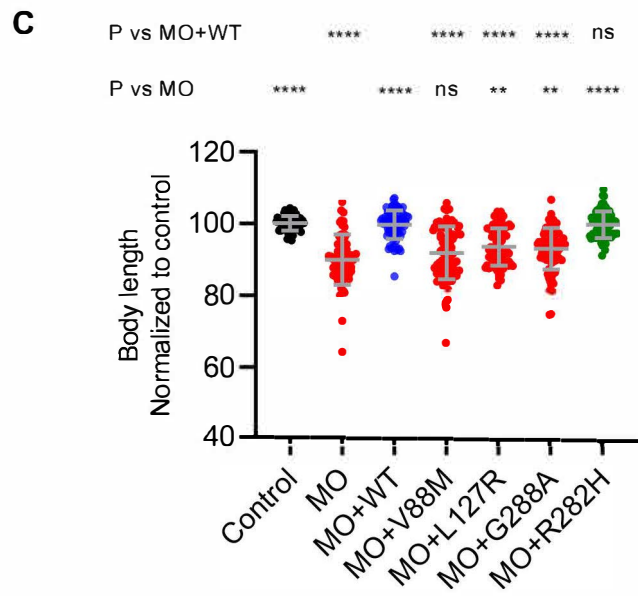 C
P vs MO+WT **** **** **** **** ns
P vs MO **** **** ns ** ** ****
Body length
Normalized to control
120
100
80
60
40
Control
MO
MO+WT
MO+V88M
MO+L127R
MO+G288A
MO+R282H